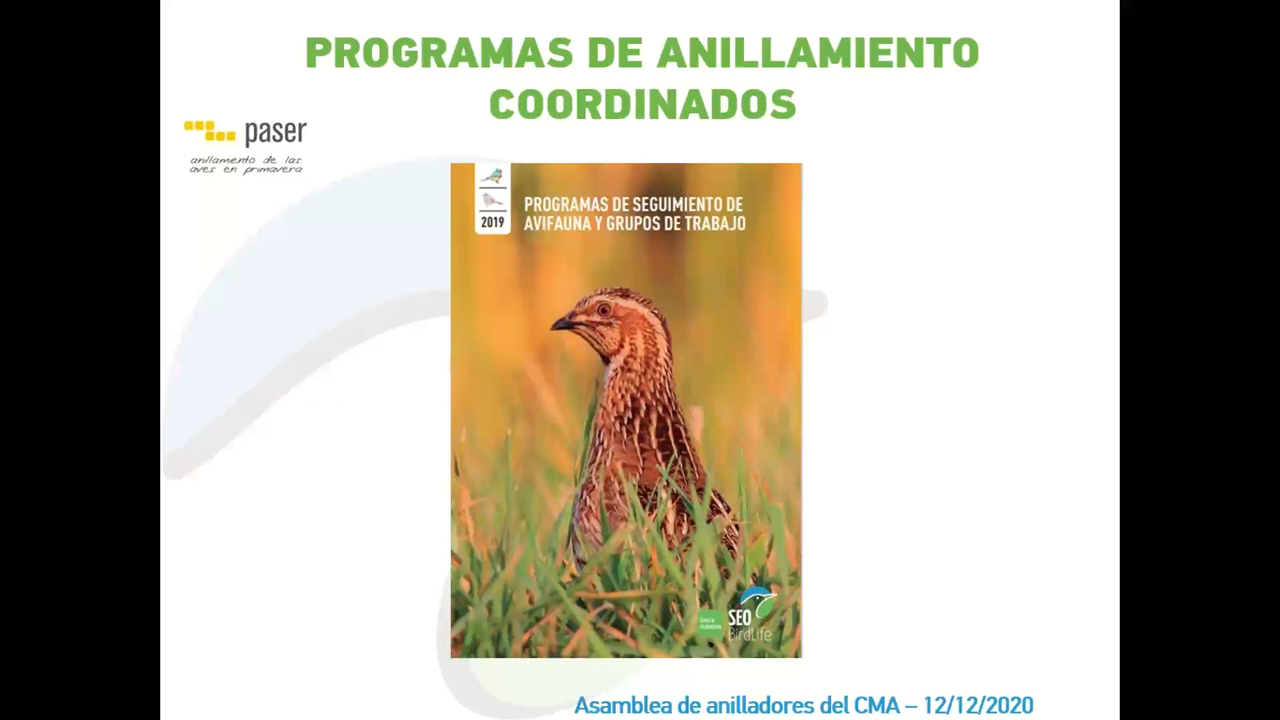 PROGRAMAS DE ANILLAMIENTO
COORDINADOS
paser
anillamento de las
aves en primavera
2019
PROGRAMAS DE SEGUIMIENTO DE
AVIFAUNA Y GRUPOS DE TRABAJO
SEO
BirdLife
Asamblea de anilladores del CMA – 12/12/2020